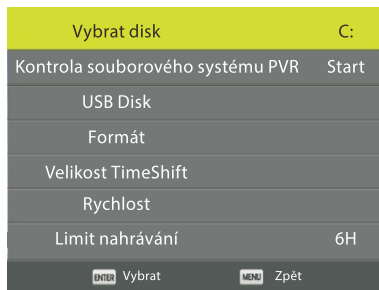 Vybrat disk C:
Kontrola souborového systému PVR Start
USB Disk
Formát
Velikost TimeShift
Rychlost
Limit nahrávání 6H
ENTER Vybrat MENU Zpět